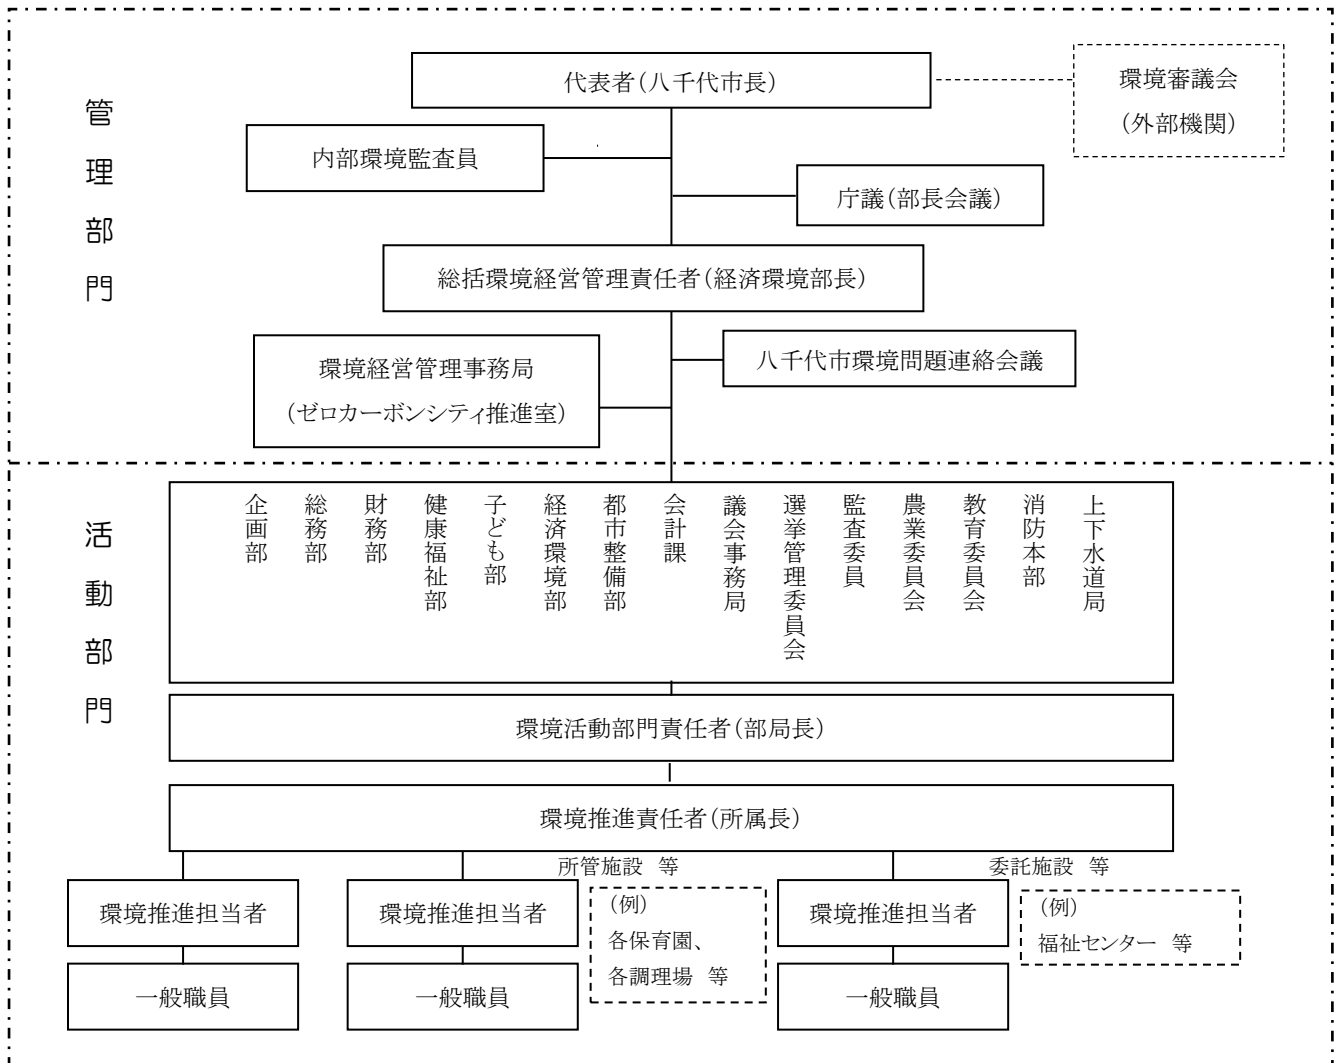 管理部門
代表者(八千代市長)
環境審議会
(外部機関)
内部環境監査員
庁議(部長会議)
総括環境経営管理責任者(経済環境部長)
環境経営管理事務局
(ゼロカーボンシティ推進室)
八千代市環境問題連絡会議
活動部門
企画部
総務部
財務部
健康福祉部
子ども部
経済環境部
都市整備部
会計課
議会事務局
選挙管理委員会
監査委員
農業委員会
教育委員会
消防本部
上下水道局
環境活動部門責任者(部局長)
環境推進責任者(所属長)
所管施設 等
委託施設 等
環境推進担当者
環境推進担当者
(例)
各保育園、
各調理場 等
環境推進担当者
(例)
福祉センター 等
一般職員
一般職員
一般職員